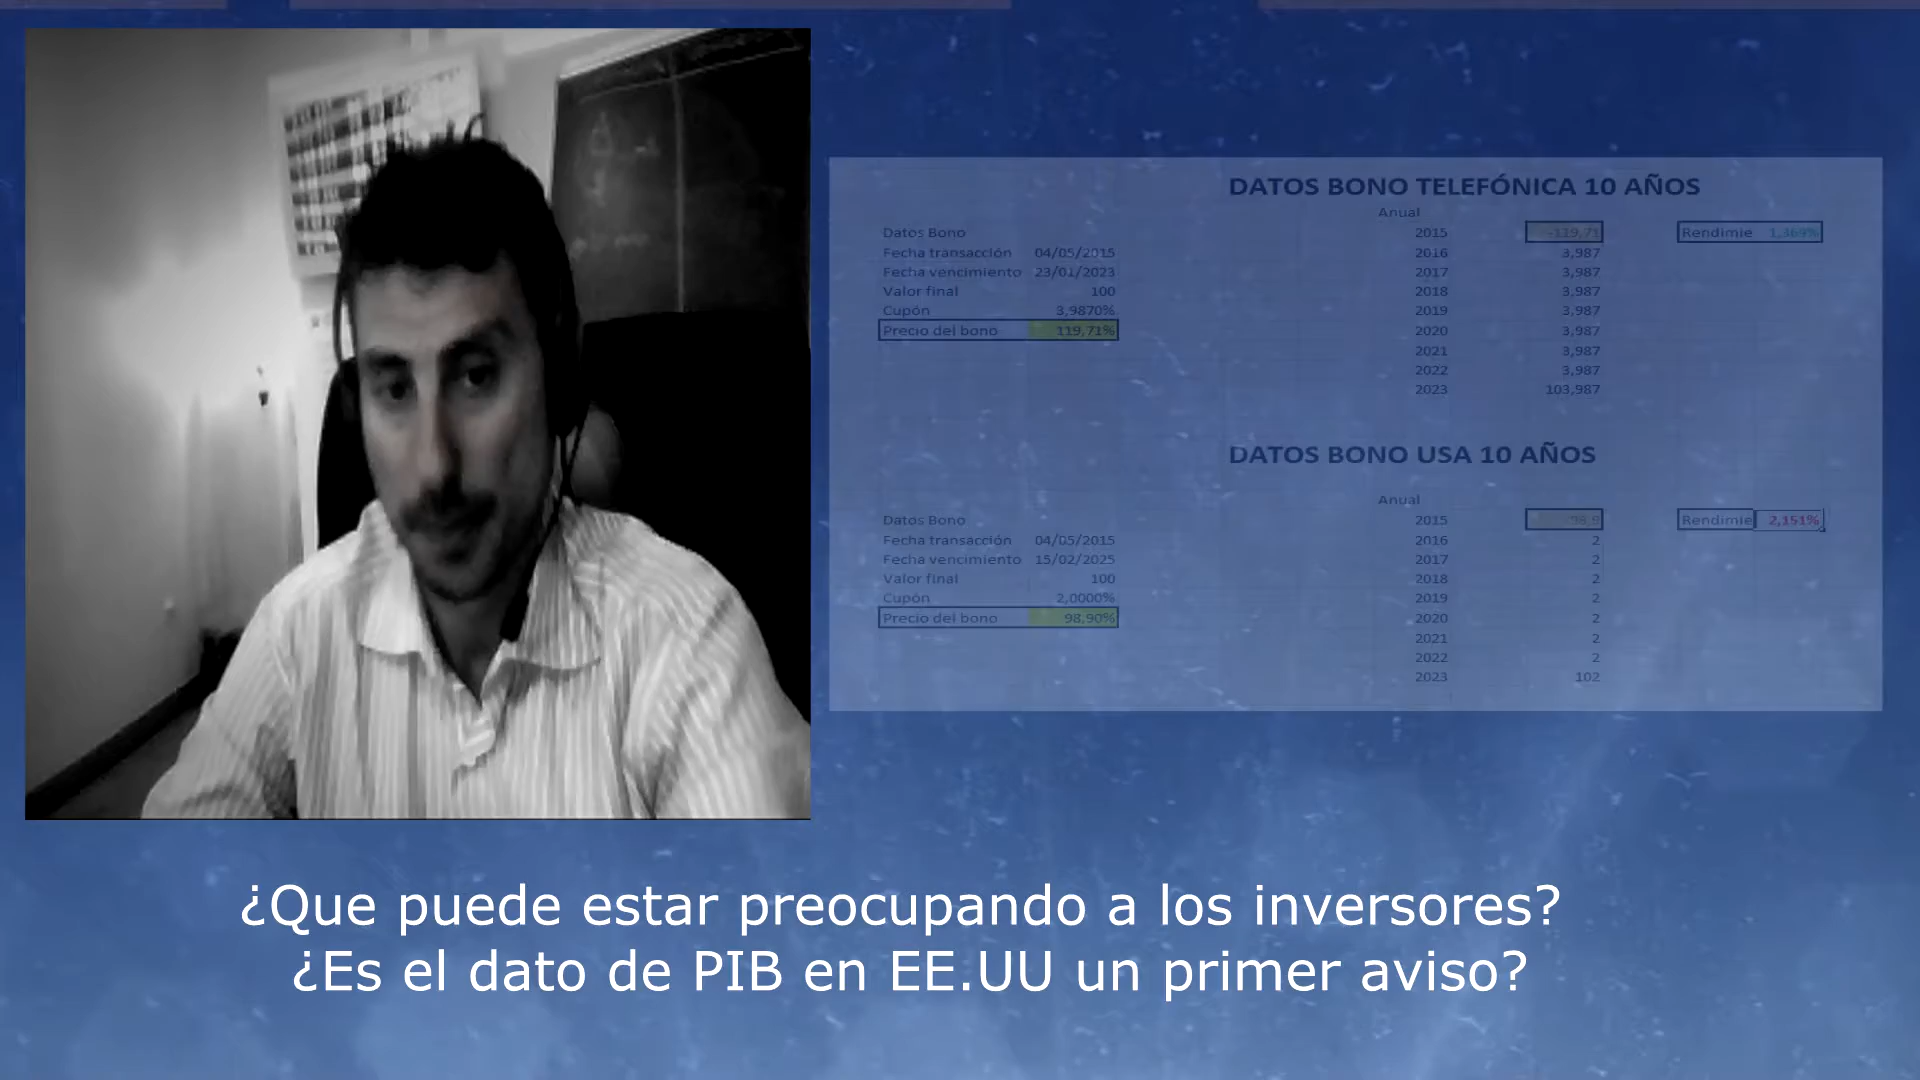 DATOS BONO TELEFÓNICA 10 AÑOS
Anual
Datos Bono 2015 -119,71 Rendimie 1,369%
Fecha transacción 04/05/2015 2016 3,987
Fecha vencimiento 23/01/2023 2017 3,987
Valor final 100 2018 3,987
Cupón 3,9870% 2019 3,987
Precio del bono 119,71% 2020 3,987
2021 3,987
2022 3,987
2023 103,987
DATOS BONO USA 10 AÑOS
Anual
Datos Bono 2015 -98,9 Rendimie 2,151%
Fecha transacción 04/05/2015 2016 2
Fecha vencimiento 15/02/2025 2017 2
Valor final 100 2018 2
Cupón 2,0000% 2019 2
Precio del bono 98,90% 2020 2
2021 2
2022 2
2023 102
¿Que puede estar preocupando a los inversores?
¿Es el dato de PIB en EE.UU un primer aviso?